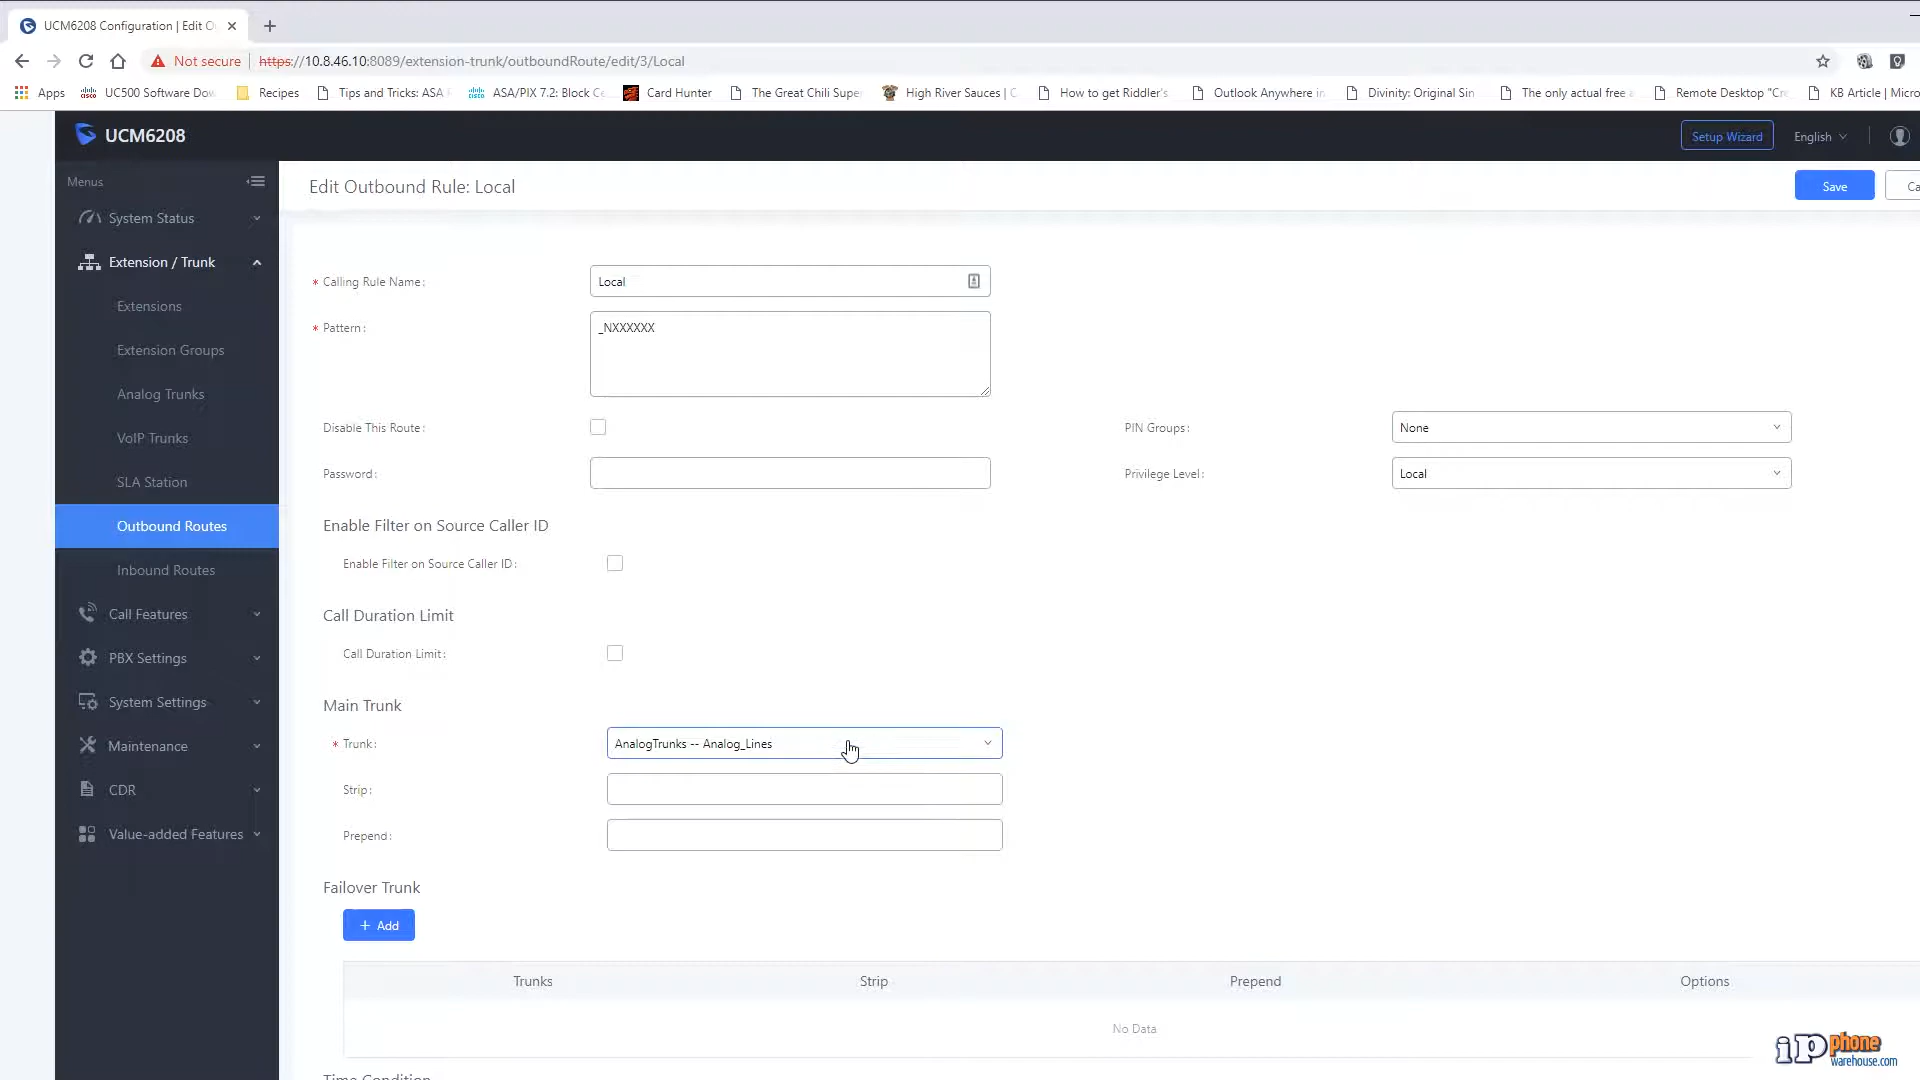 UCM6208 Configuration | Edit O
Not secure https://10.8.46.10:8089/extension-trunk/outboundRoute/edit/3/Local
Apps UC500 Software Dow Recipes Tips and Tricks: ASA ASA/PIX 7.2: Block Ce Card Hunter The Great Chili Supe High River Sauces | C How to get Riddler's Outlook Anywhere in Divinity: Original Sin The only actual free a Remote Desktop "Cre KB Article | Micro
UCM6208 Setup Wizard English
Menus
System Status
Extension / Trunk
Extensions
Extension Groups
Analog Trunks
VoIP Trunks
SLA Station
Outbound Routes
Inbound Routes
Call Features
PBX Settings
System Settings
Maintenance
CDR
Value-added Features
Edit Outbound Rule: Local Save Ca
* Calling Rule Name: Local
* Pattern: _NXXXXXX
Disable This Route: PIN Groups: None
Password: Privilege Level: Local
Enable Filter on Source Caller ID
Enable Filter on Source Caller ID:
Call Duration Limit
Call Duration Limit:
Main Trunk
* Trunk: AnalogTrunks -- Analog_Lines
Strip:
Prepend:
Failover Trunk
+ Add
Trunks Strip Prepend Options
No Data
Time Condition
ip phone
warehouse.com